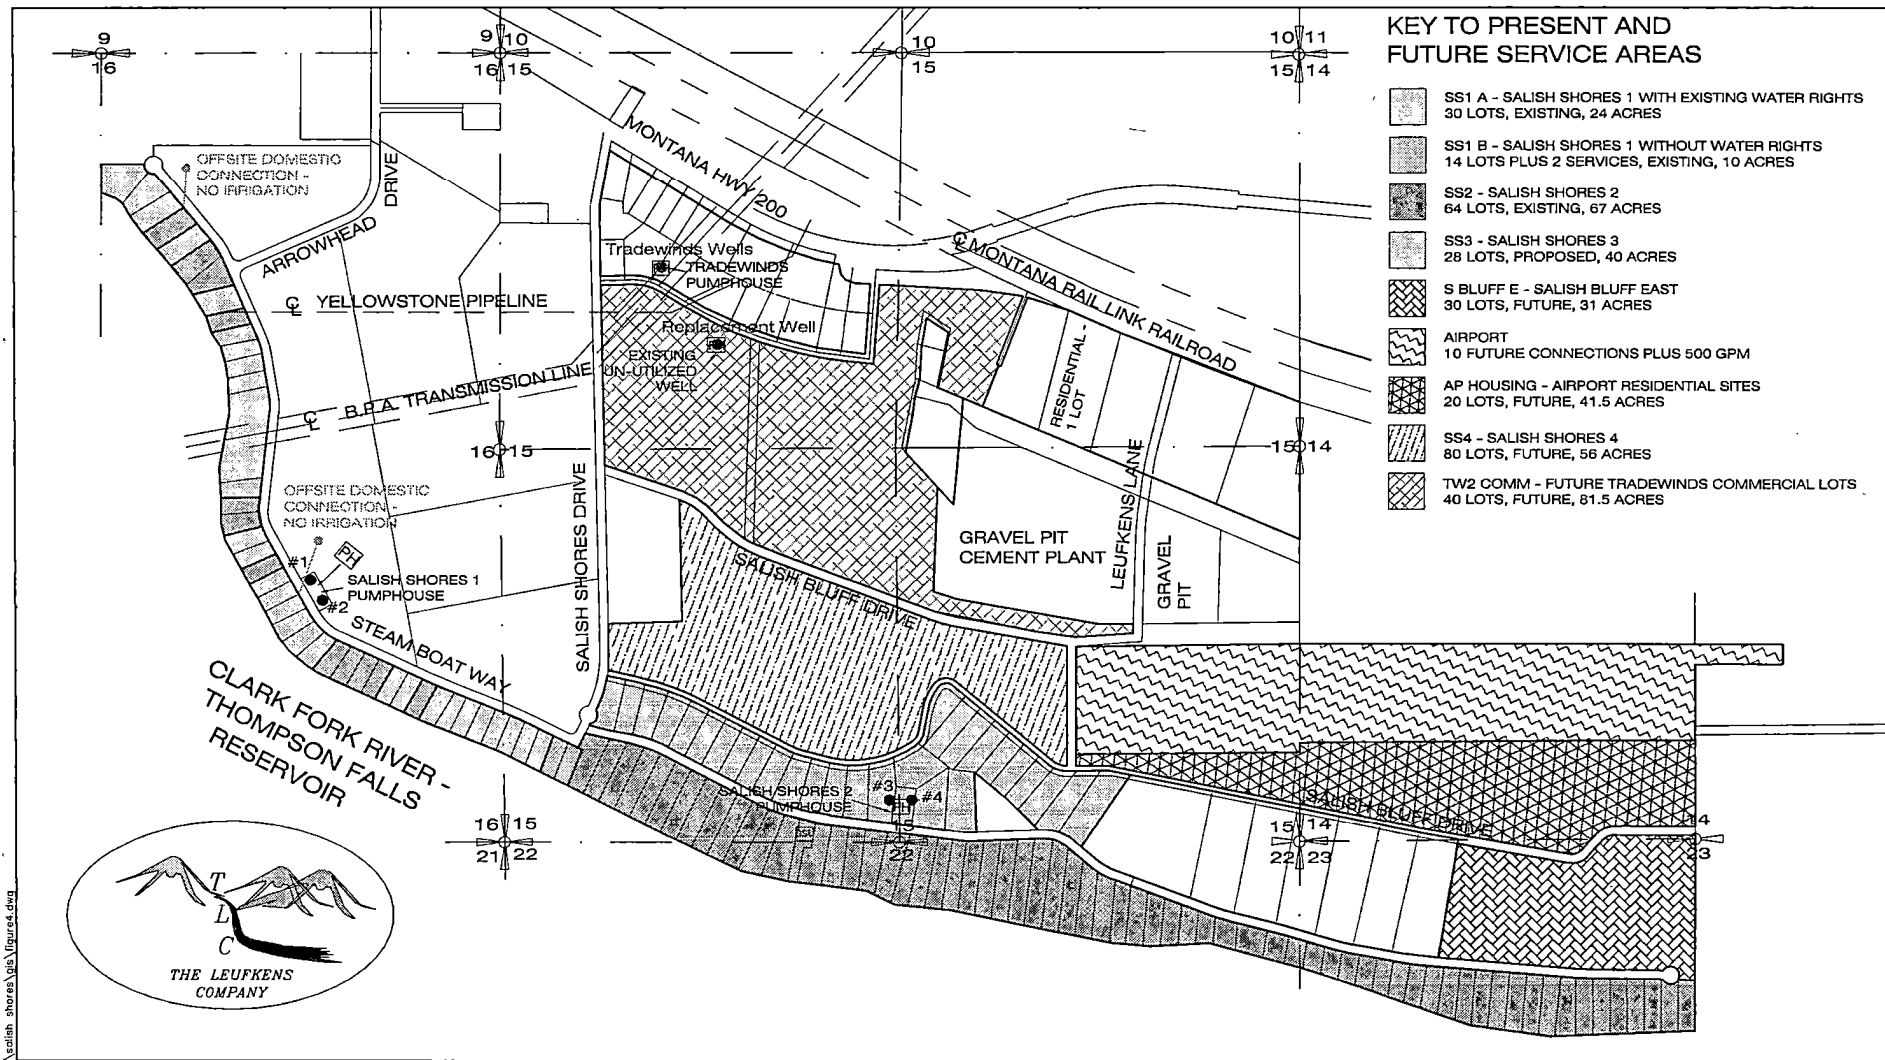 KEY TO PRESENT AND
FUTURE SERVICE AREAS
SS1 A - SALISH SHORES 1 WITH EXISTING WATER RIGHTS
30 LOTS, EXISTING, 24 ACRES
SS1 B - SALISH SHORES 1 WITHOUT WATER RIGHTS
14 LOTS PLUS 2 SERVICES, EXISTING, 10 ACRES
SS2 - SALISH SHORES 2
64 LOTS, EXISTING, 67 ACRES
SS3 - SALISH SHORES 3
28 LOTS, PROPOSED, 40 ACRES
S BLUFF E - SALISH BLUFF EAST
30 LOTS, FUTURE, 31 ACRES
AIRPORT
10 FUTURE CONNECTIONS PLUS 500 GPM
AP HOUSING - AIRPORT RESIDENTIAL SITES
20 LOTS, FUTURE, 41.5 ACRES
SS4 - SALISH SHORES 4
80 LOTS, FUTURE, 56 ACRES
TW2 COMM - FUTURE TRADEWINDS COMMERCIAL LOTS
40 LOTS, FUTURE, 81.5 ACRES
9
16
9 10
16 15
10
15
10 11
15 14
OFFSITE DOMESTIC
CONNECTION -
NO IRRIGATION
DRIVE
ARROWHEAD
MONTANA HWY 200
Tradewinds Wells
TRADEWINDS
PUMPHOUSE
℄ MONTANA RAIL LINK RAILROAD
℄ YELLOWSTONE PIPELINE
Replacement Well
EXISTING
UN-UTILIZED
WELL
℄ B.P.A. TRANSMISSION LINE
RESIDENTIAL -
1 LOT
16 15
15 14
OFFSITE DOMESTIC
CONNECTION -
NO IRRIGATION
PH
#1
SALISH SHORES 1
PUMPHOUSE
#2
STEAM BOAT WAY
SALISH SHORES DRIVE
SALISH BLUFF DRIVE
GRAVEL PIT
CEMENT PLANT
LEUFKENS LANE
GRAVEL
PIT
CLARK FORK RIVER -
THOMPSON FALLS
RESERVOIR
#3
#4
SALISH SHORES 2
PUMPHOUSE
PH
SALISH BLUFF DRIVE
16 15
21 22
15
22
15 14
22 23
14
23
T
L
C
THE LEUFKENS
COMPANY
\salish shores\gis\figure4.dwg